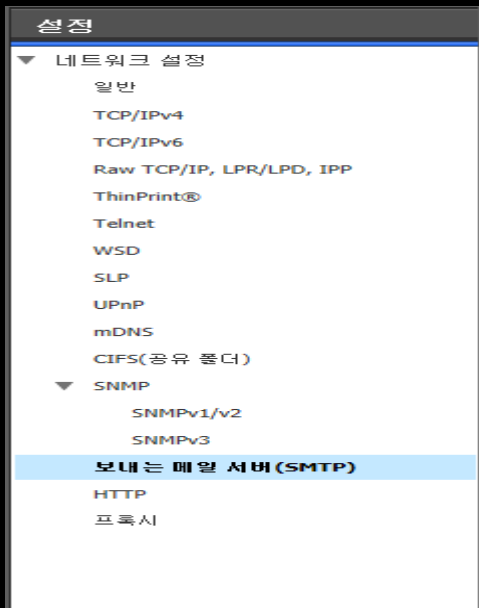 설정
네트워크 설정
일반
TCP/IPv4
TCP/IPv6
Raw TCP/IP, LPR/LPD, IPP
ThinPrint®
Telnet
WSD
SLP
UPnP
mDNS
CIFS(공유 폴더)
SNMP
SNMPv1/v2
SNMPv3
보내는 메일 서버(SMTP)
HTTP
프록시